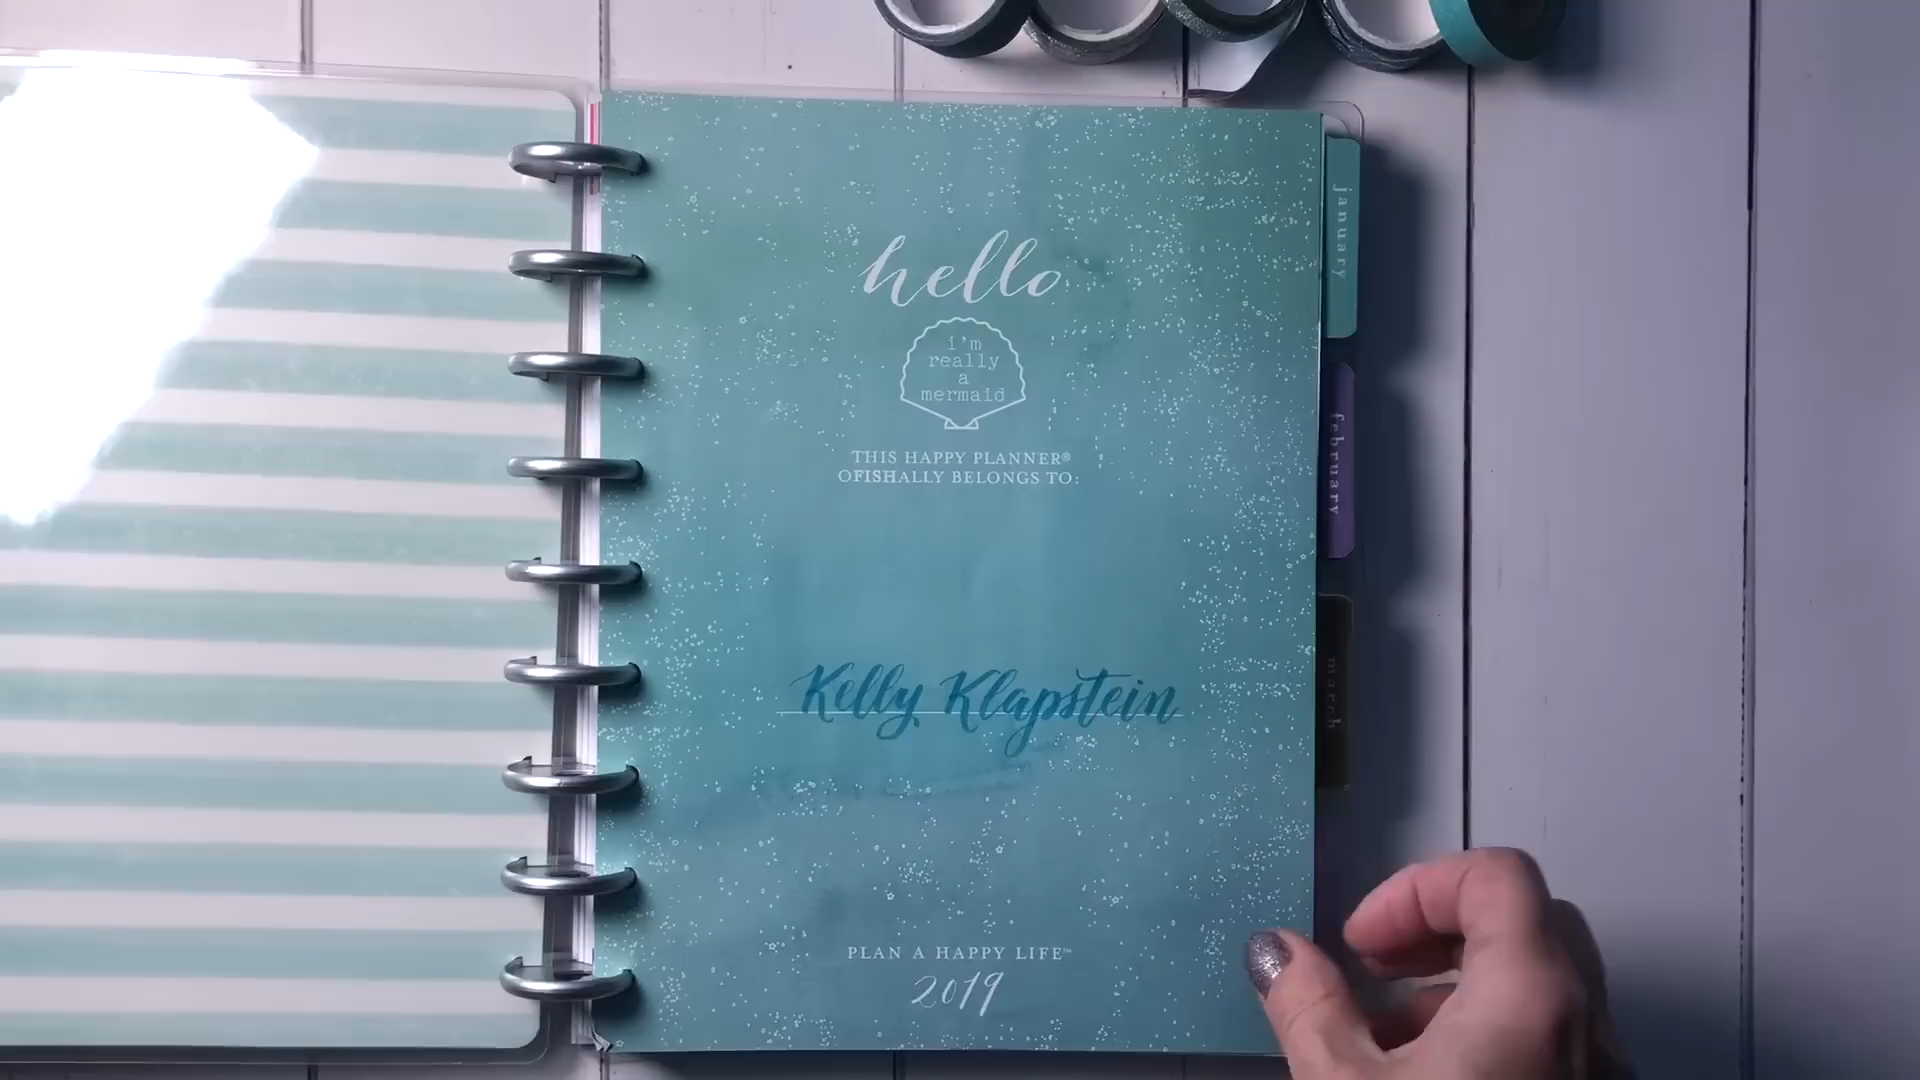 hello
i'm
really
a
mermaid
THIS HAPPY PLANNER®
OFISHALLY BELONGS TO:
Kelly Klapstein
PLAN A HAPPY LIFE™
2019
january
february
march